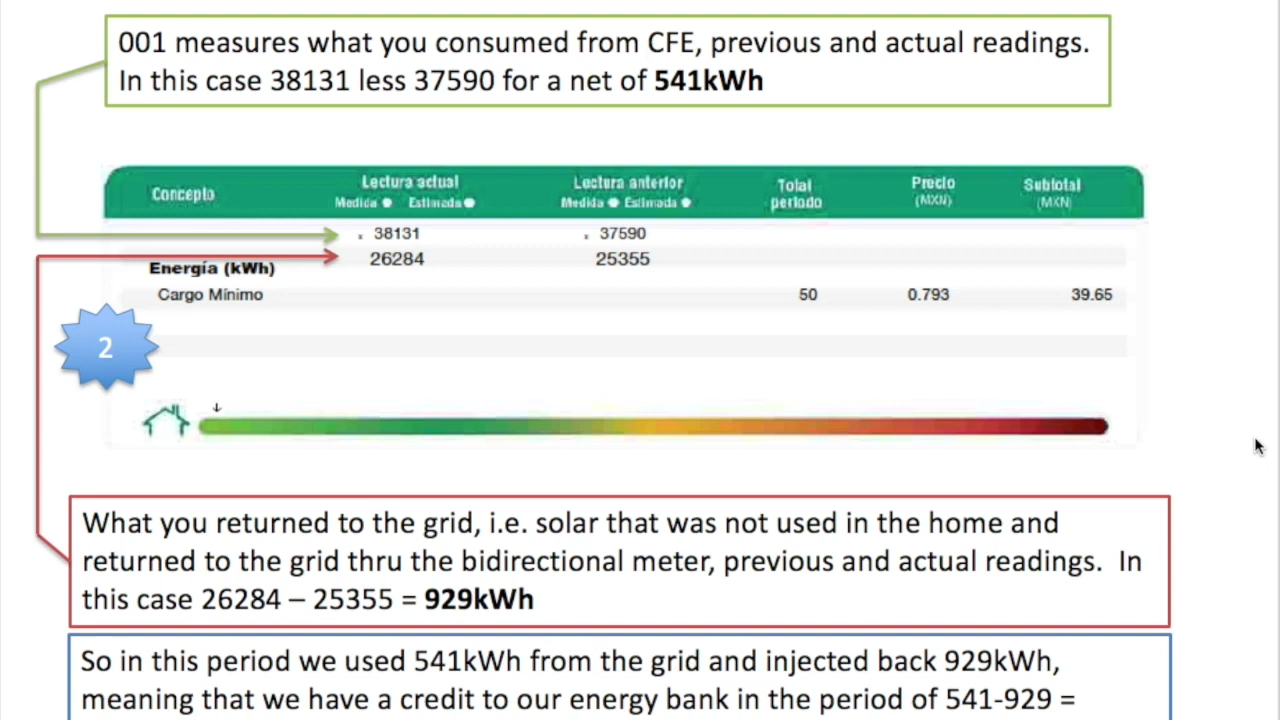 001 measures what you consumed from CFE, previous and actual readings.
In this case 38131 less 37590 for a net of 541kWh
Concepto Lectura actual Lectura anterior Total periodo Precio (MXN) Subtotal (MXN)
Medida Estimada Medida Estimada
38131 37590
26284 25355
Energía (kWh)
Cargo Mínimo 50 0.793 39.65
2
What you returned to the grid, i.e. solar that was not used in the home and
returned to the grid thru the bidirectional meter, previous and actual readings. In
this case 26284 – 25355 = 929kWh
So in this period we used 541kWh from the grid and injected back 929kWh,
meaning that we have a credit to our energy bank in the period of 541-929 =